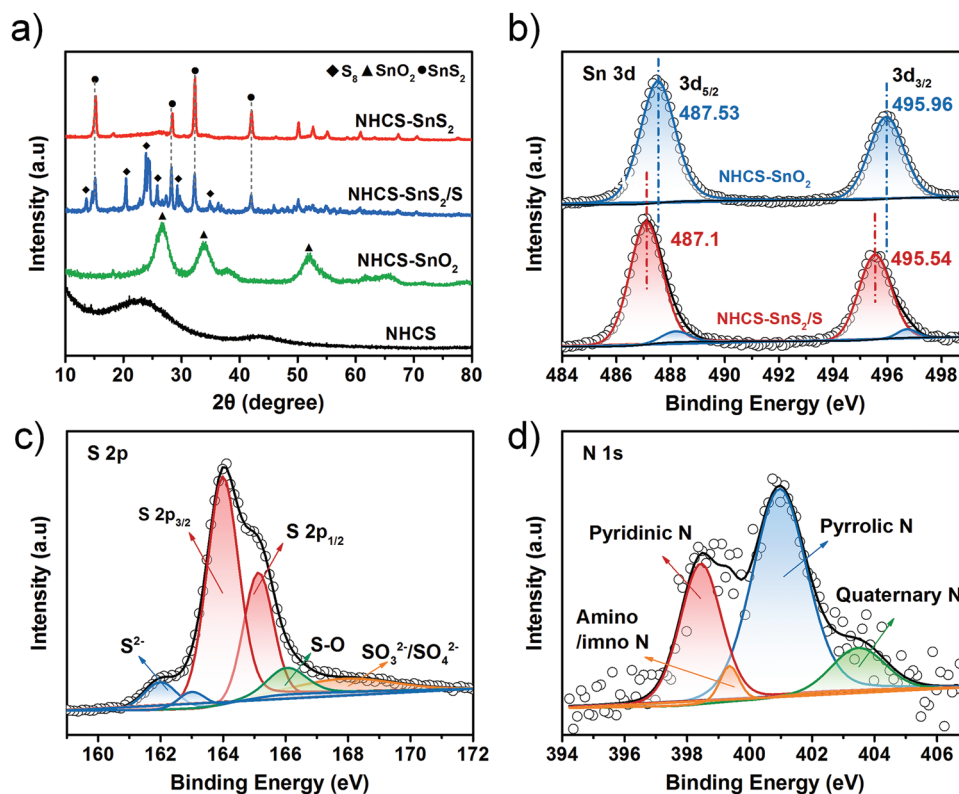 a)
◆ S₈ ▲ SnO₂ ● SnS₂
NHCS-SnS₂
NHCS-SnS₂/S
NHCS-SnO₂
NHCS
Intensity (a.u)
10 20 30 40 50 60 70 80
2θ (degree)
b)
Sn 3d
3d₅/₂
487.53
3d₃/₂
495.96
NHCS-SnO₂
487.1
495.54
NHCS-SnS₂/S
Intensity (a.u)
484 486 488 490 492 494 496 498
Binding Energy (eV)
c)
S 2p
S 2p₃/₂
S 2p₁/₂
S²⁻
S-O
SO₃²⁻/SO₄²⁻
Intensity (a.u)
160 162 164 166 168 170 172
Binding Energy (eV)
d)
N 1s
Pyridinic N
Pyrrolic N
Amino
/imno N
Quaternary N
Intensity (a.u)
394 396 398 400 402 404 406
Binding Energy (eV)